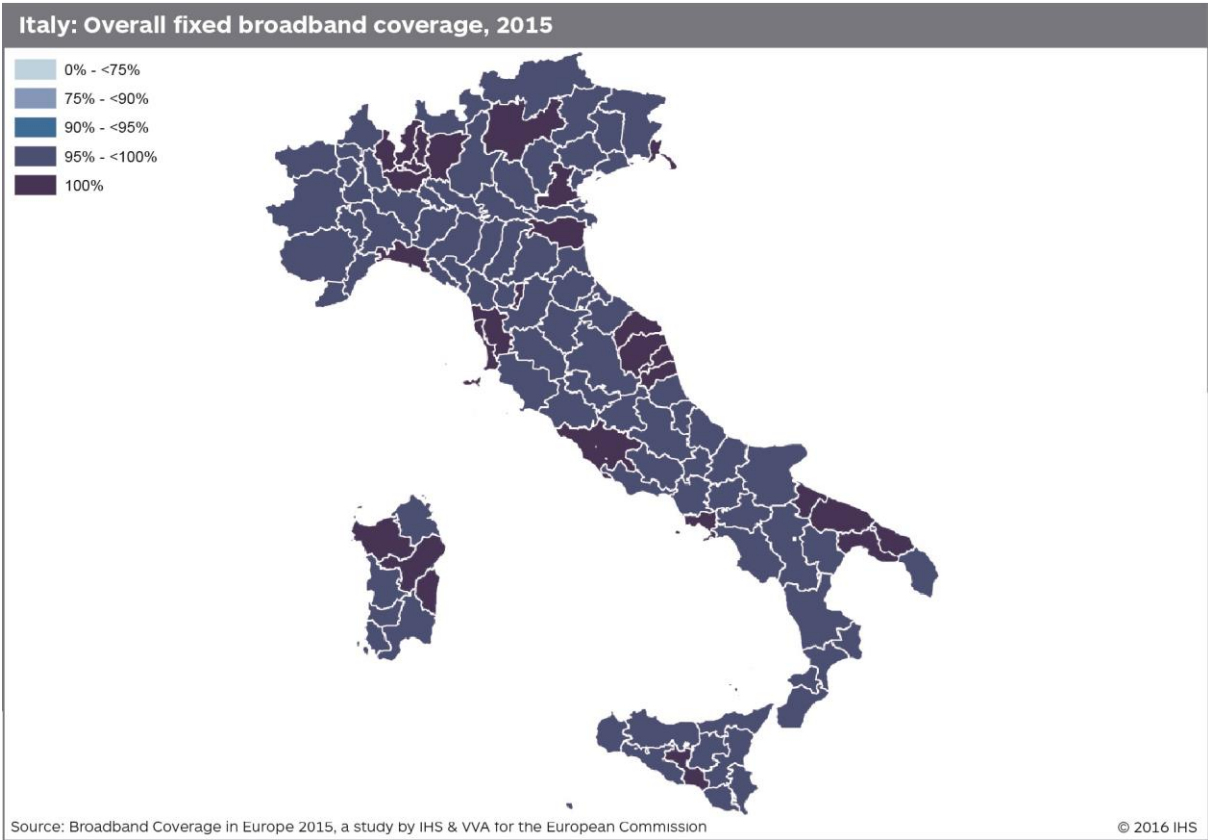 Italy: Overall fixed broadband coverage, 2015
0% - <75%
75% - <90%
90% - <95%
95% - <100%
100%
Source: Broadband Coverage in Europe 2015, a study by IHS & VVA for the European Commission
© 2016 IHS